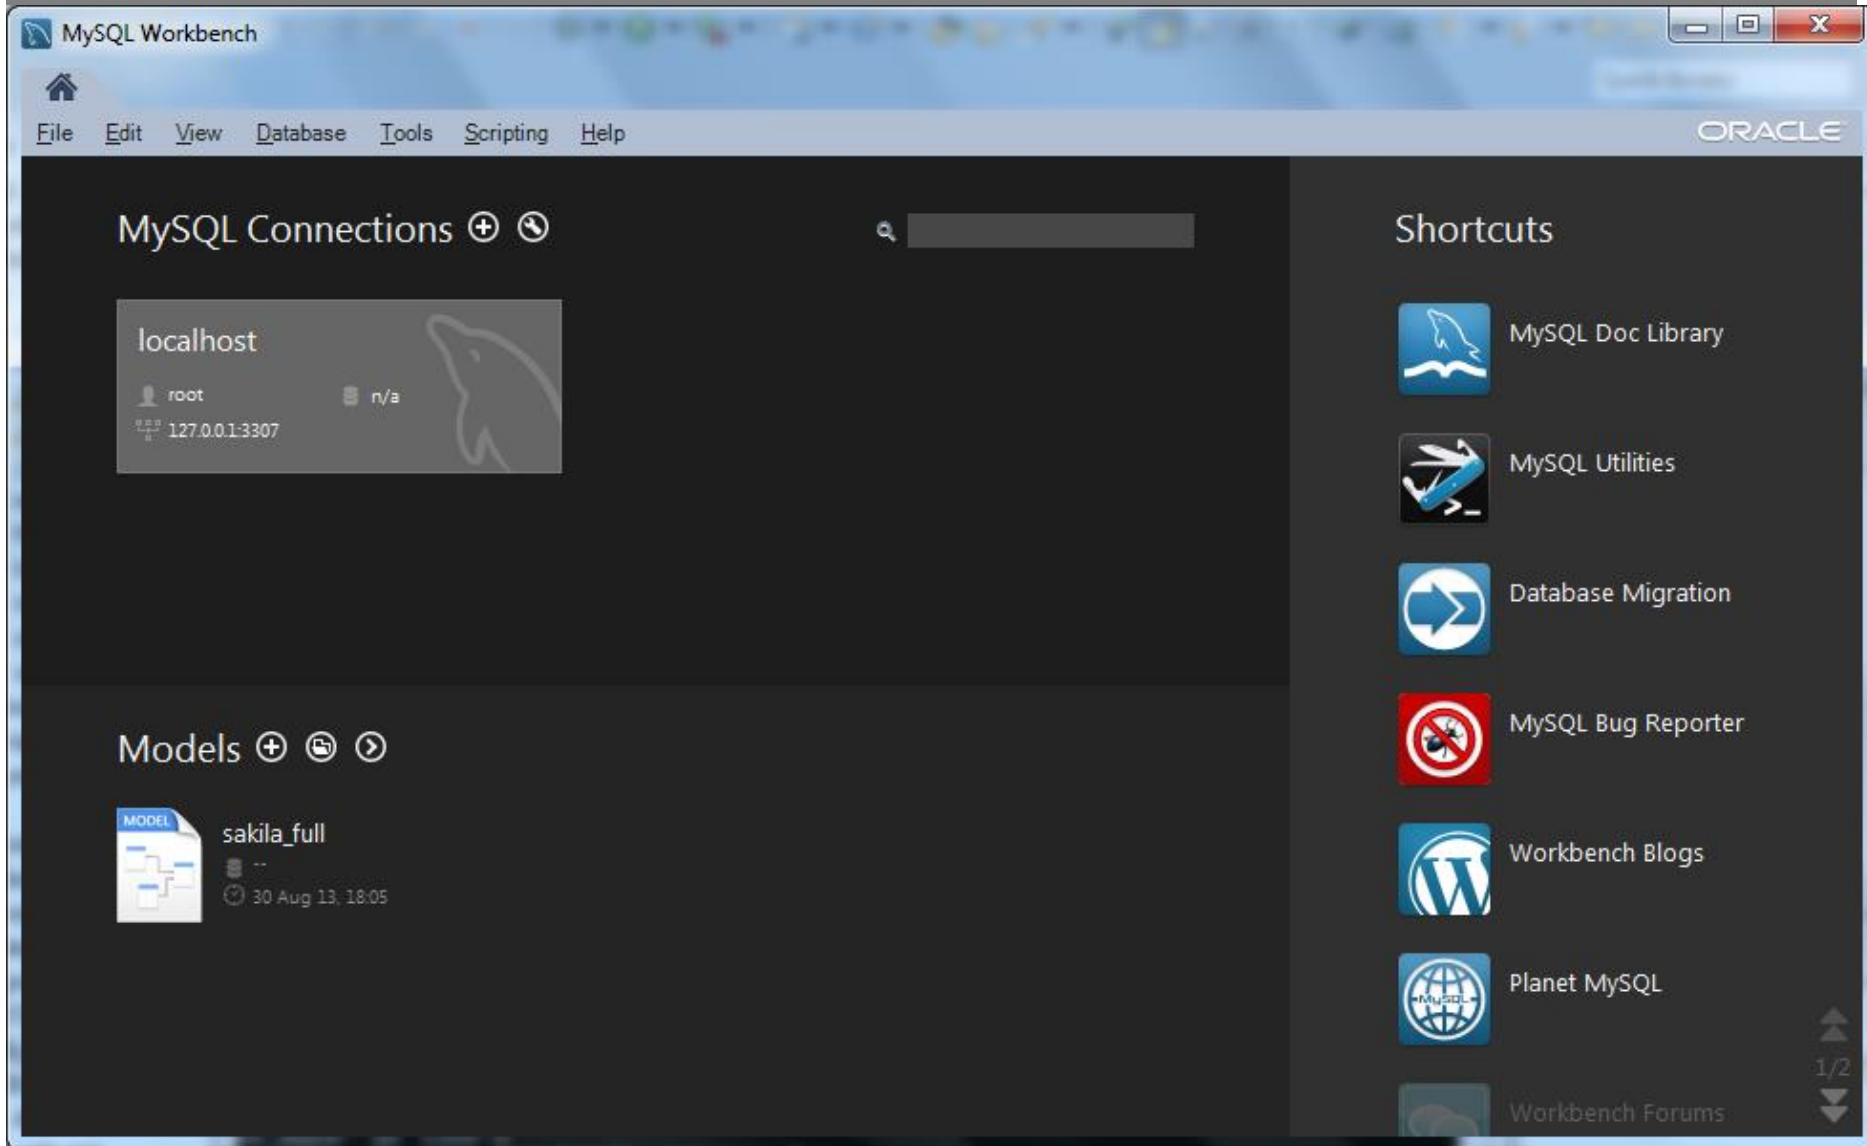 MySQL Workbench
File Edit View Database Tools Scripting Help
ORACLE
MySQL Connections
localhost
root
n/a
127.0.0.1:3307
Models
MODEL
sakila_full
--
30 Aug 13, 18:05
Shortcuts
MySQL Doc Library
MySQL Utilities
Database Migration
MySQL Bug Reporter
Workbench Blogs
MySQL
Planet MySQL
Workbench Forums
1/2